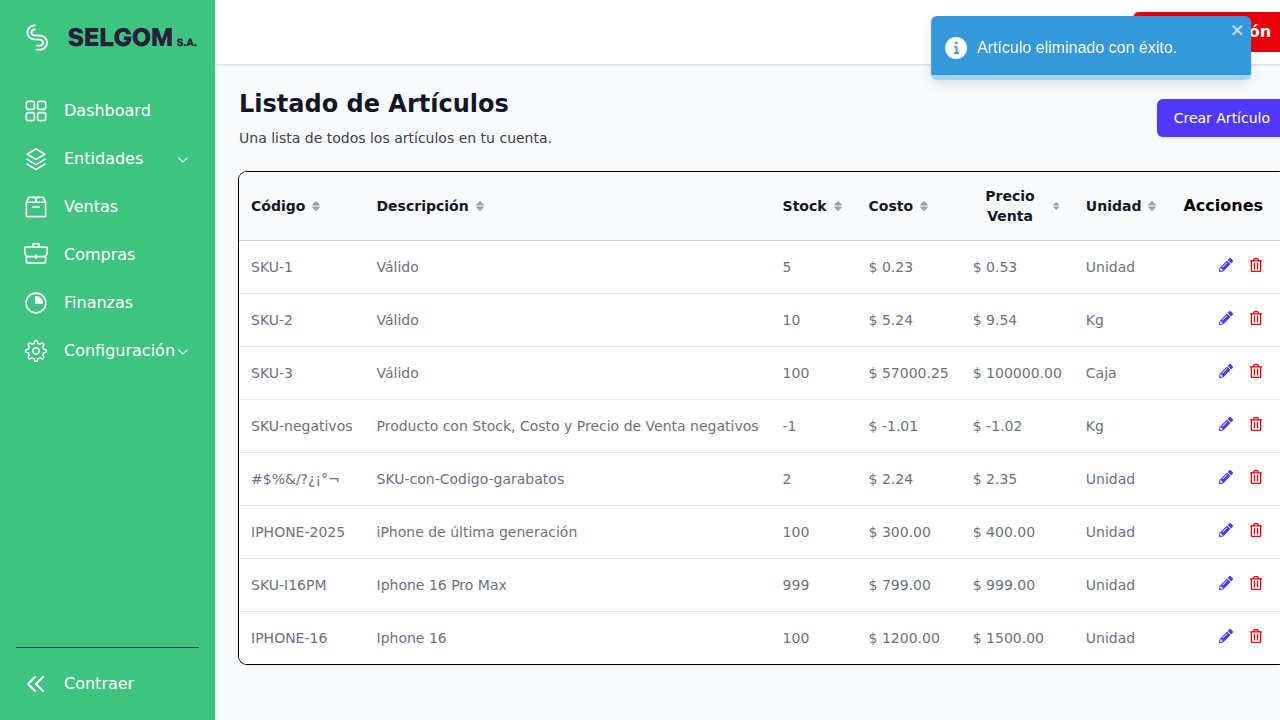 SELGOM S.A.
Dashboard
Entidades
Ventas
Compras
Finanzas
Configuración
Contraer
ón
Artículo eliminado con éxito.
Listado de Artículos
Una lista de todos los artículos en tu cuenta.
Crear Artículo
Código Descripción Stock Costo Precio Venta Unidad Acciones
SKU-1 Válido 5 $ 0.23 $ 0.53 Unidad
SKU-2 Válido 10 $ 5.24 $ 9.54 Kg
SKU-3 Válido 100 $ 57000.25 $ 100000.00 Caja
SKU-negativos Producto con Stock, Costo y Precio de Venta negativos -1 $ -1.01 $ -1.02 Kg
#$%&/?¿¡°¬ SKU-con-Codigo-garabatos 2 $ 2.24 $ 2.35 Unidad
IPHONE-2025 iPhone de última generación 100 $ 300.00 $ 400.00 Unidad
SKU-I16PM Iphone 16 Pro Max 999 $ 799.00 $ 999.00 Unidad
IPHONE-16 Iphone 16 100 $ 1200.00 $ 1500.00 Unidad